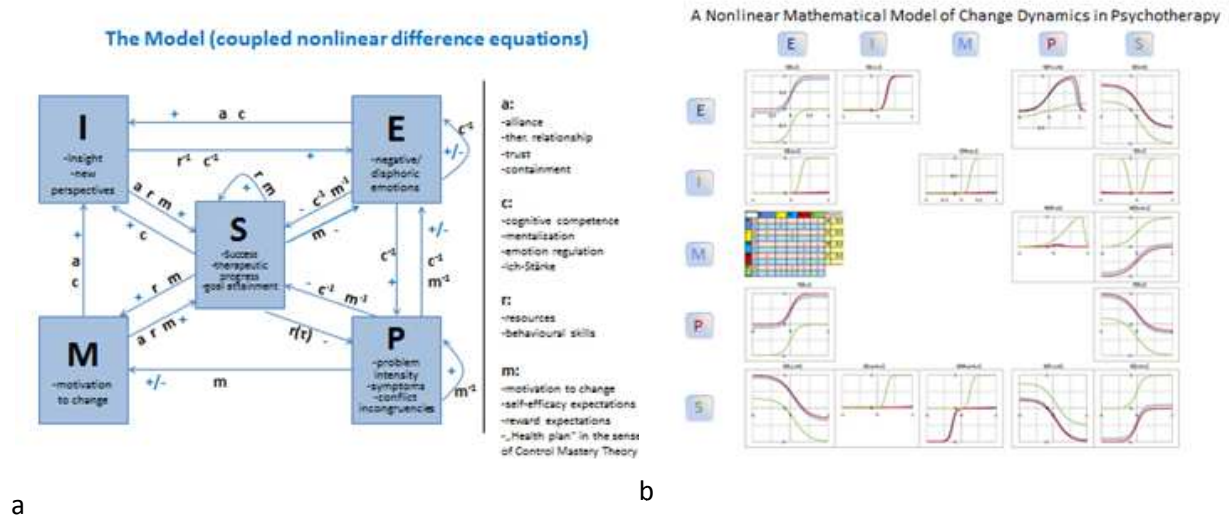 The Model (coupled nonlinear difference equations)
I
-insight
-new
perspectives
+ a c
r⁻¹ c⁻¹ +
E
-negative/
disphoric
emotions
c⁻¹
+/-
a r m +
+ c
r m
+
- c⁻¹ m⁻¹
m -
S
-Success
-therapeutic
progress
-goal attainment
+
a
c
+ r m
a r m +
- c⁻¹ m⁻¹
r(τ) -
c⁻¹
+
+/-
c⁻¹
m⁻¹
M
-motivation
to change
+/- m
P
-problem
intensity
-symptoms
-conflict
incongruencies
+
m⁻¹
a:
-alliance
-ther. relationship
-trust
-containment
c:
-cognitive competence
-mentalization
-emotion regulation
-Ich-Stärke
r:
-resources
-behavioural skills
m:
-motivation to change
-self-efficacy expectations
-reward expectations
-„Health plan" in the sense
of Control Mastery Theory
a
A Nonlinear Mathematical Model of Change Dynamics in Psychotherapy
E I M P S
E
I
M
P
S
b